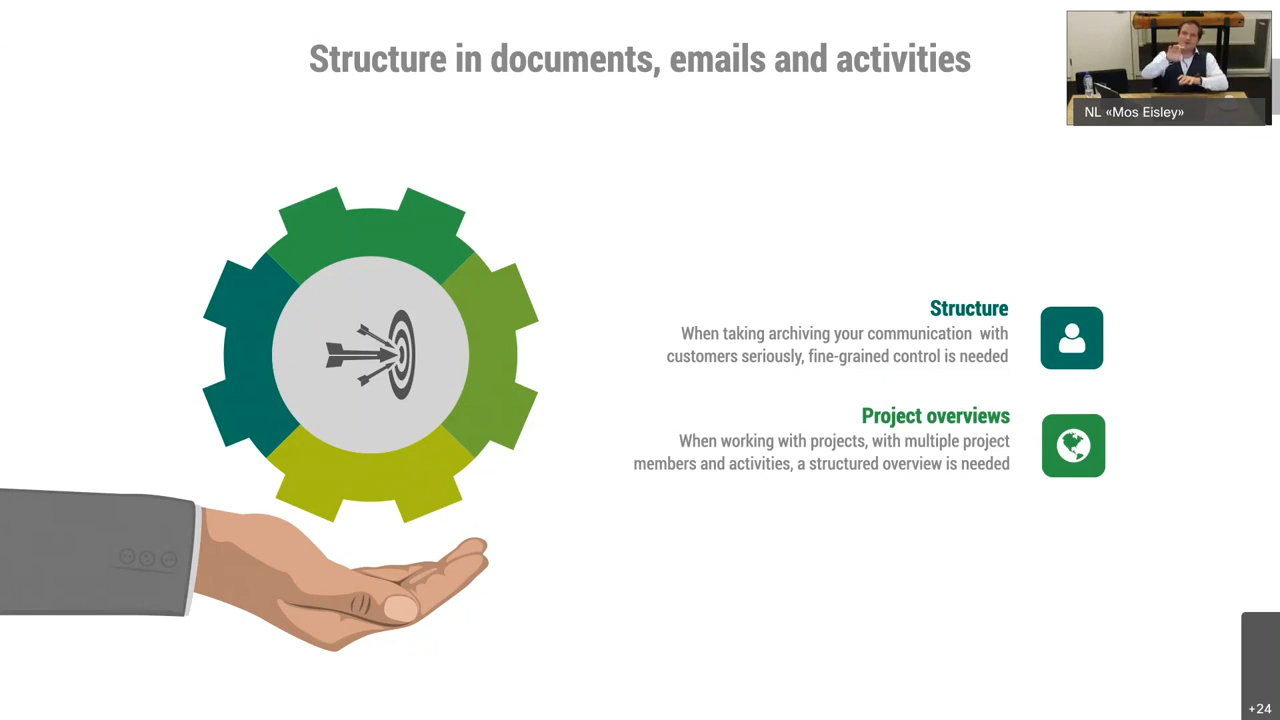 Structure in documents, emails and activities
NL «Mos Eisley»
Structure
When taking archiving your communication with
customers seriously, fine-grained control is needed
Project overviews
When working with projects, with multiple project
members and activities, a structured overview is needed
+24